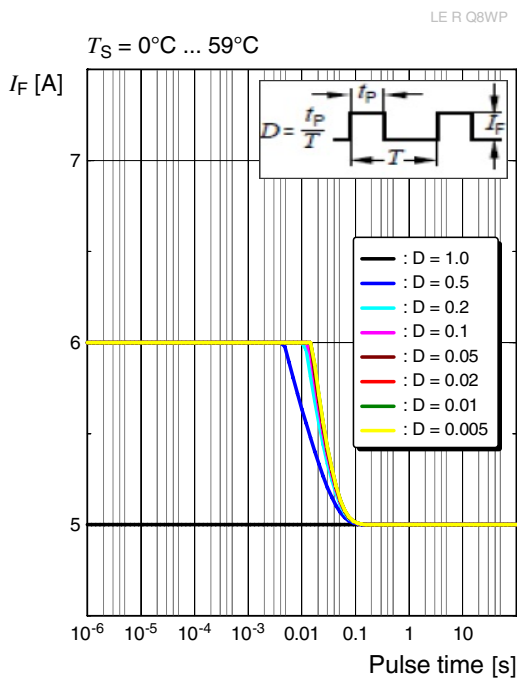 LE R Q8WP
T_S = 0°C ... 59°C
I_F [A]
t_P
D = t_P / T
I_F
T
7
6
5
: D = 1.0
: D = 0.5
: D = 0.2
: D = 0.1
: D = 0.05
: D = 0.02
: D = 0.01
: D = 0.005
10^-6 10^-5 10^-4 10^-3 0.01 0.1 1 10
Pulse time [s]